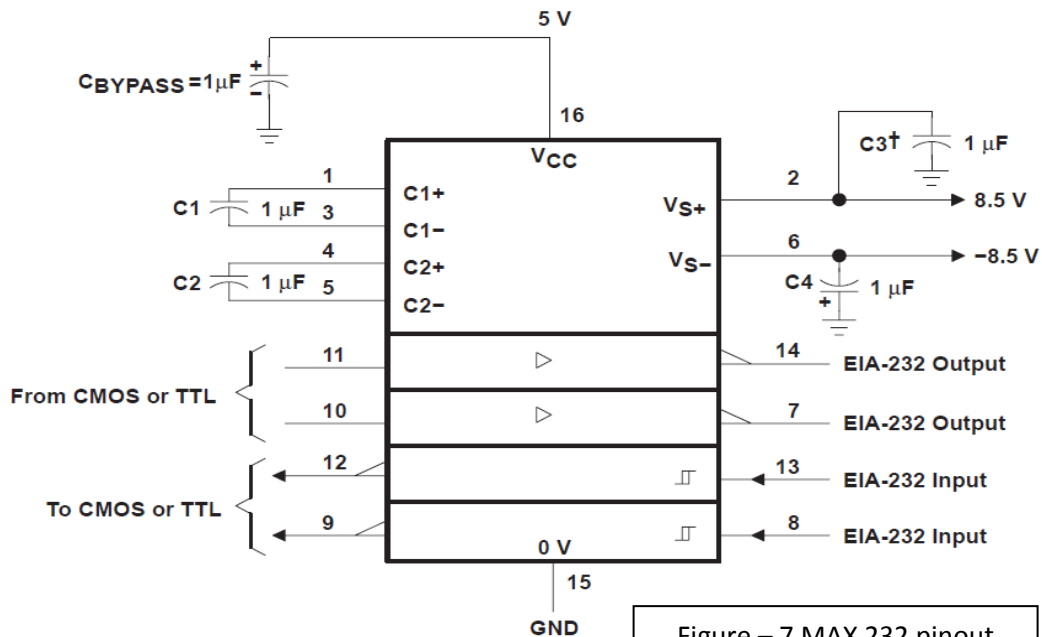 5 V
CBYPASS = 1µF
+
−
16
VCC
C3† 1 µF
1
2
C1+
VS+
8.5 V
C1 1 µF
3
C1−
4
6
C2+
VS−
−8.5 V
C2 1 µF
5
C2−
C4
+
1 µF
11
14
EIA-232 Output
From CMOS or TTL
10
7
EIA-232 Output
12
13
EIA-232 Input
To CMOS or TTL
9
8
EIA-232 Input
0 V
15
GND
Figure – 7 MAX 232 pinout